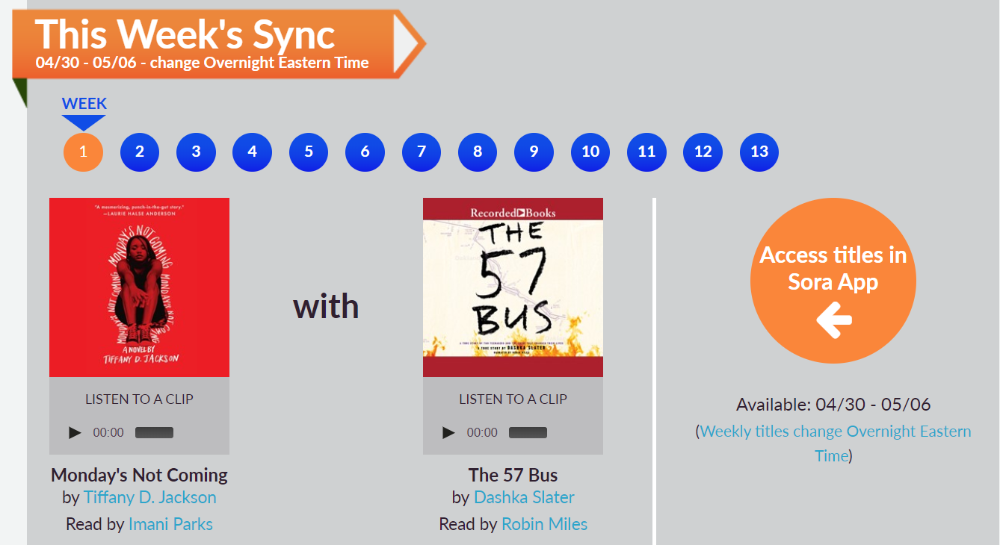 This Week's Sync
04/30 - 05/06 - change Overnight Eastern Time
WEEK
1 2 3 4 5 6 7 8 9 10 11 12 13
"A mesmerizing, punch-in-the-gut story."
—LAURIE HALSE ANDERSON
MONDAY'S NOT COMING
MONDAY'S NOT COMING
MONDAY'S NOT COMING
A NOVEL BY
TIFFANY D. JACKSON
LISTEN TO A CLIP
00:00
Monday's Not Coming
by Tiffany D. Jackson
Read by Imani Parks
with
Recorded Books
THE
57
BUS
A TRUE STORY OF TWO TEENAGERS AND THE CRIME THAT CHANGED THEIR LIVES
A TRUE STORY BY DASHKA SLATER
NARRATED BY ROBIN MILES
LISTEN TO A CLIP
00:00
The 57 Bus
by Dashka Slater
Read by Robin Miles
Access titles in
Sora App
Available: 04/30 - 05/06
(Weekly titles change Overnight Eastern
Time)